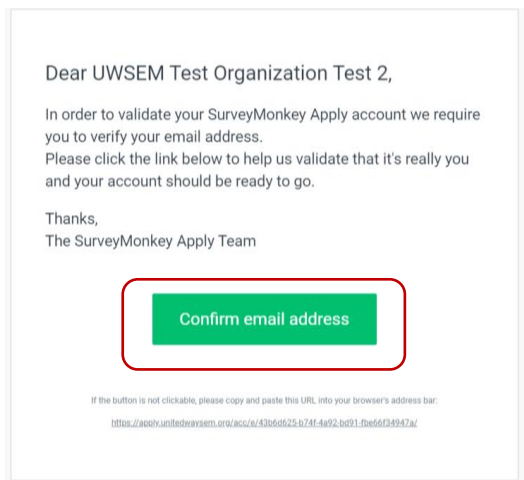 Dear UWSEM Test Organization Test 2,
In order to validate your SurveyMonkey Apply account we require
you to verify your email address.
Please click the link below to help us validate that it's really you
and your account should be ready to go.
Thanks,
The SurveyMonkey Apply Team
Confirm email address
If the button is not clickable, please copy and paste this URL into your browser's address bar:
https://apply.unitedwaysem.org/acc/e/43b6d625-b74f-4a92-bd91-fbe66f34947a/